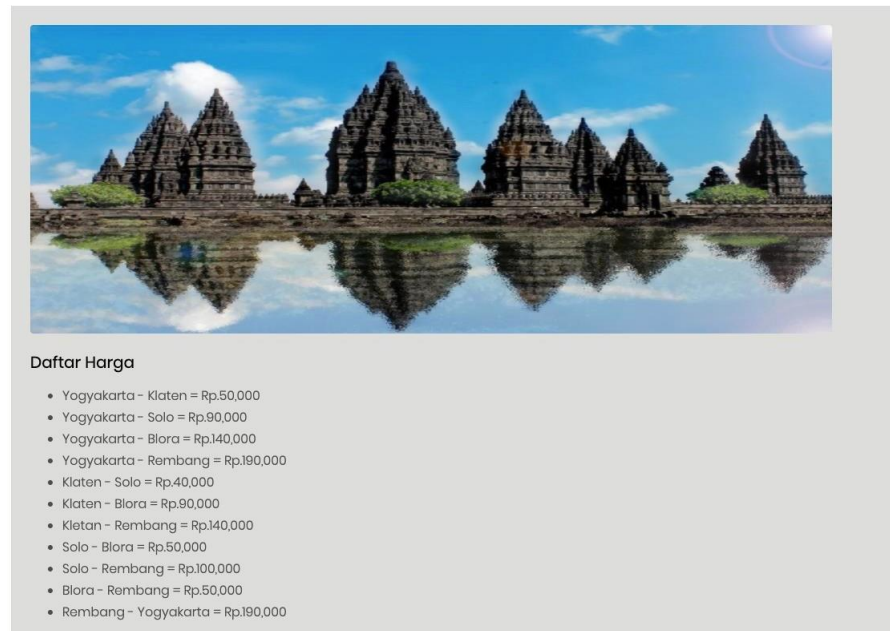 Daftar Harga
Yogyakarta - Klaten = Rp.50,000
Yogyakarta - Solo = Rp.90,000
Yogyakarta - Blora = Rp.140,000
Yogyakarta - Rembang = Rp.190,000
Klaten - Solo = Rp.40,000
Klaten - Blora = Rp.90,000
Kletan - Rembang = Rp.140,000
Solo - Blora = Rp.50,000
Solo - Rembang = Rp.100,000
Blora - Rembang = Rp.50,000
Rembang - Yogyakarta = Rp.190,000